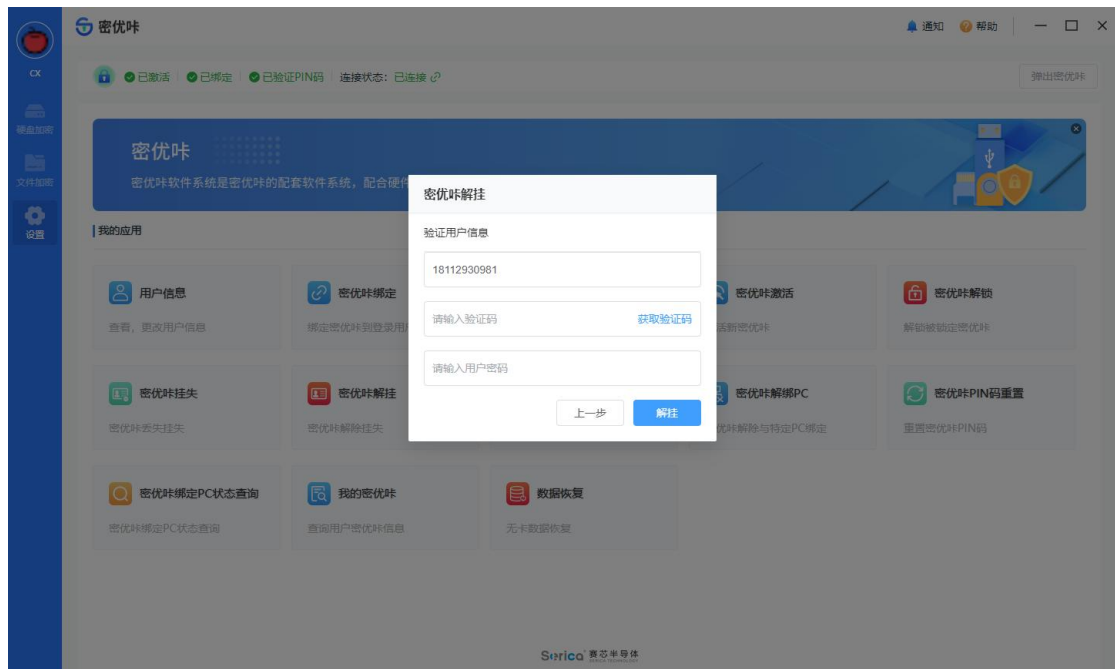 密优咔
通知
帮助
CX
已激活
已绑定
已验证PIN码
连接状态：已连接
弹出密优咔
硬盘加密
文件加密
设置
密优咔
密优咔软件系统是密优咔的配套软件系统，配合硬件
我的应用
用户信息
查看，更改用户信息
密优咔绑定
绑定密优咔到登录用
密优咔激活
活新密优咔
密优咔解锁
解锁被锁定密优咔
密优咔挂失
密优咔丢失挂失
密优咔解挂
密优咔解除挂失
密优咔解绑PC
优咔解除与特定PC绑定
密优咔PIN码重置
重置密优咔PIN码
密优咔绑定PC状态查询
密优咔绑定PC状态查询
我的密优咔
查询用户密优咔信息
数据恢复
无卡数据恢复
密优咔解挂
验证用户信息
18112930981
请输入验证码
获取验证码
请输入用户密码
上一步
解挂
Serica 赛芯半导体